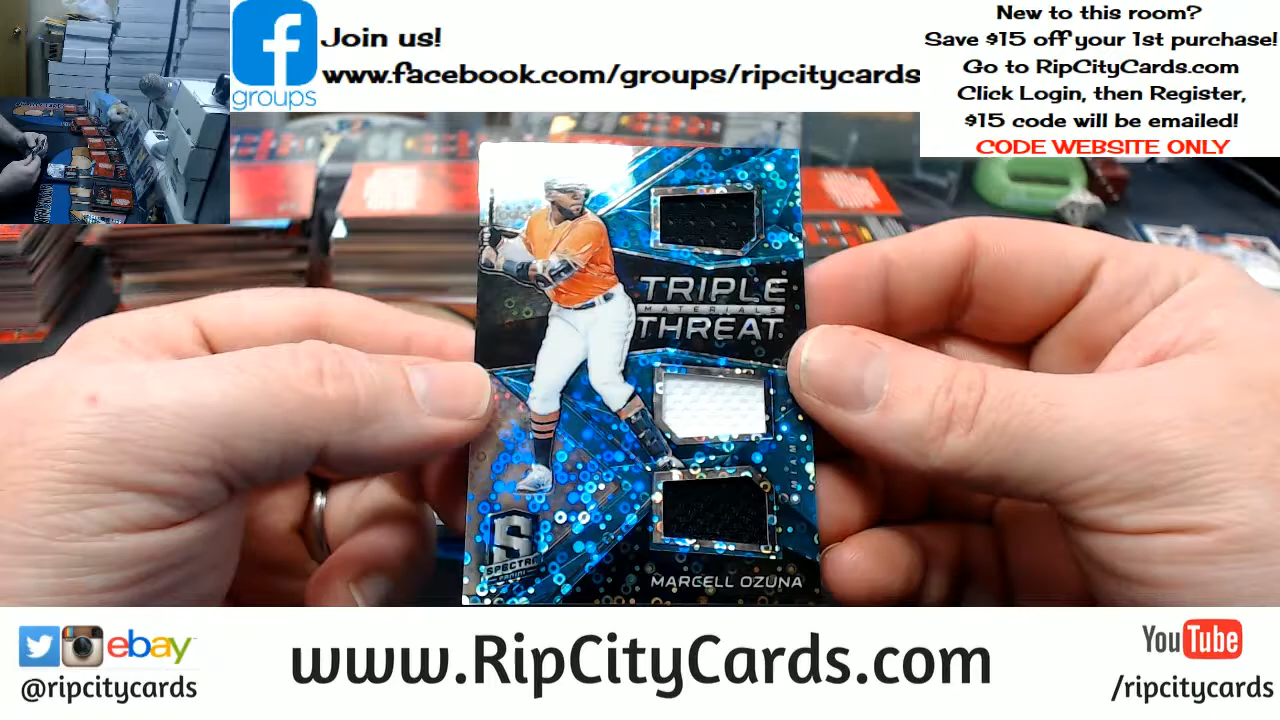 groups
Join us!
www.facebook.com/groups/ripcitycards
New to this room?
Save $15 off your 1st purchase!
Go to RipCityCards.com
Click Login, then Register,
$15 code will be emailed!
CODE WEBSITE ONLY
TRIPLE
MATERIALS
THREAT
MIAMI
S
SPECTRA
PANINI
MARCELL OZUNA
ebay
@ripcitycards
www.RipCityCards.com
YouTube
/ripcitycards